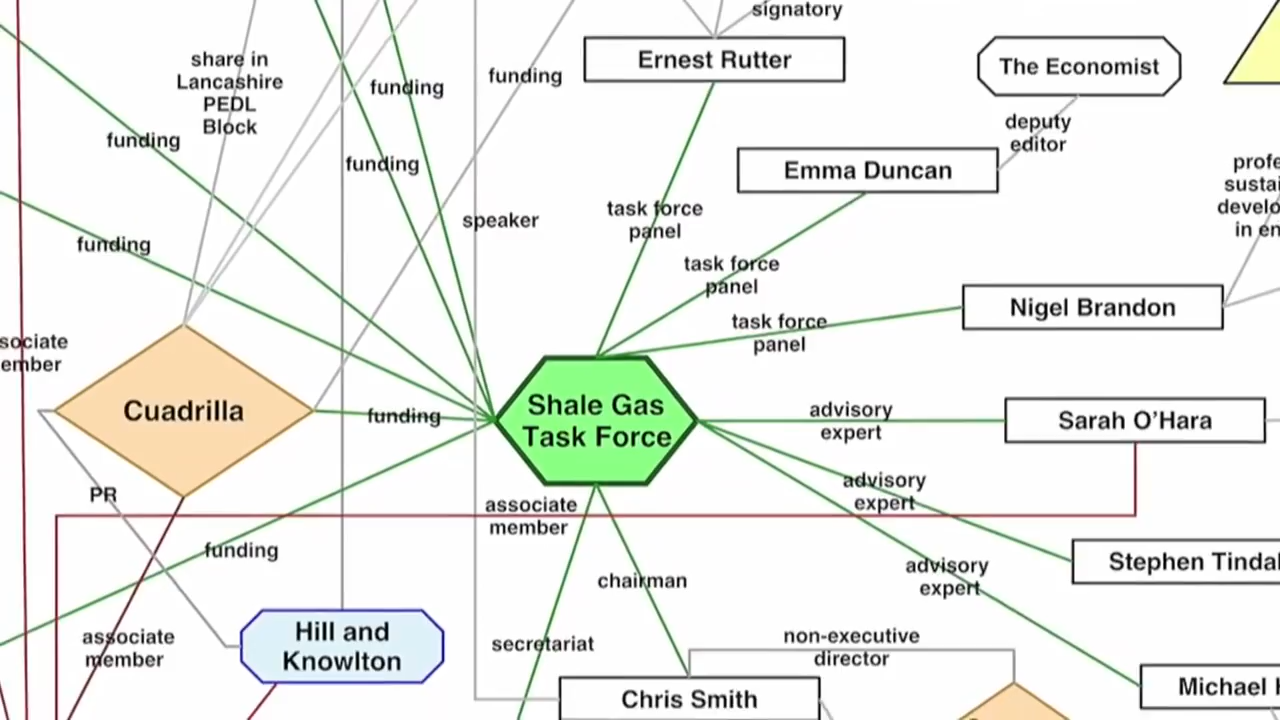 signatory
share in
Lancashire
PEDL
Block
funding
funding
Ernest Rutter
The Economist
deputy
editor
funding
funding
Emma Duncan
task force
panel
speaker
funding
task force
panel
task force
panel
Nigel Brandon
Cuadrilla
funding
Shale Gas
Task Force
advisory
expert
Sarah O'Hara
PR
associate
member
advisory
expert
funding
advisory
expert
chairman
associate
member
Hill and
Knowlton
secretariat
non-executive
director
Chris Smith
Stephen
Michael
in